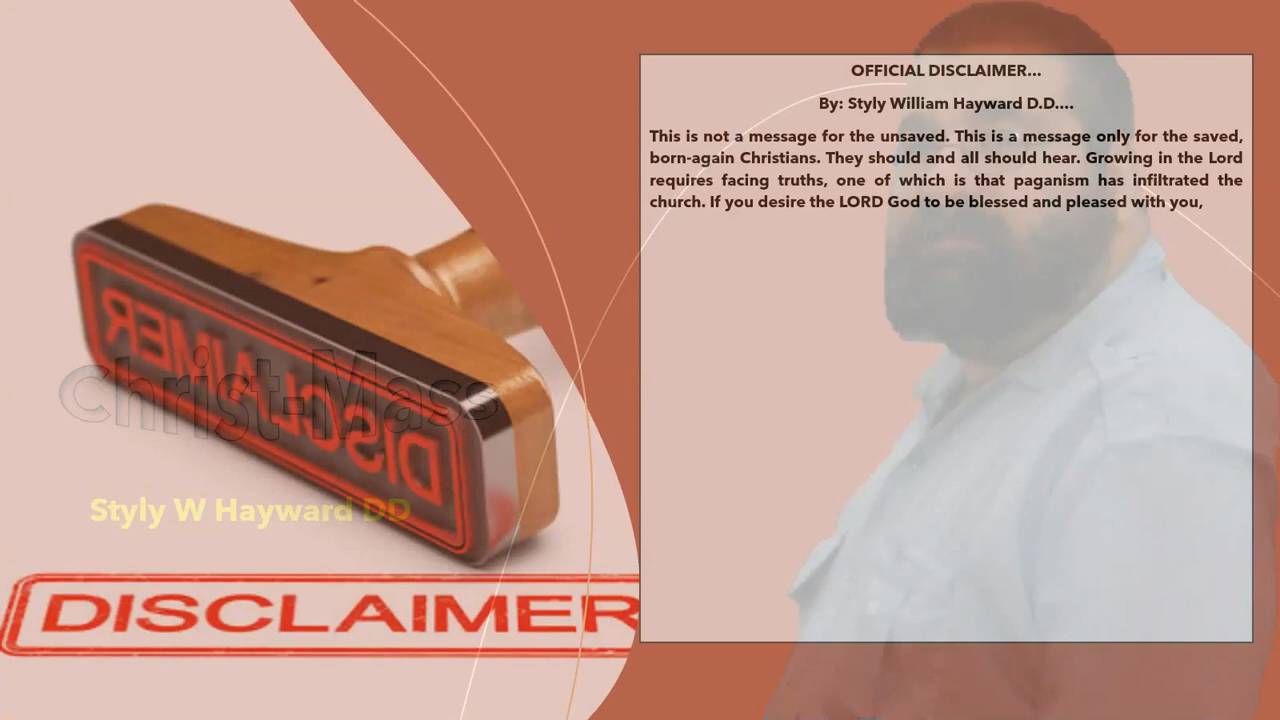 OFFICIAL DISCLAIMER...
By: Styly William Hayward D.D....
This is not a message for the unsaved. This is a message only for the saved,
born-again Christians. They should and all should hear. Growing in the Lord
requires facing truths, one of which is that paganism has infiltrated the
church. If you desire the LORD God to be blessed and pleased with you,
DISCLAIMER
Christ-Mass
Styly W Hayward DD
DISCLAIMER